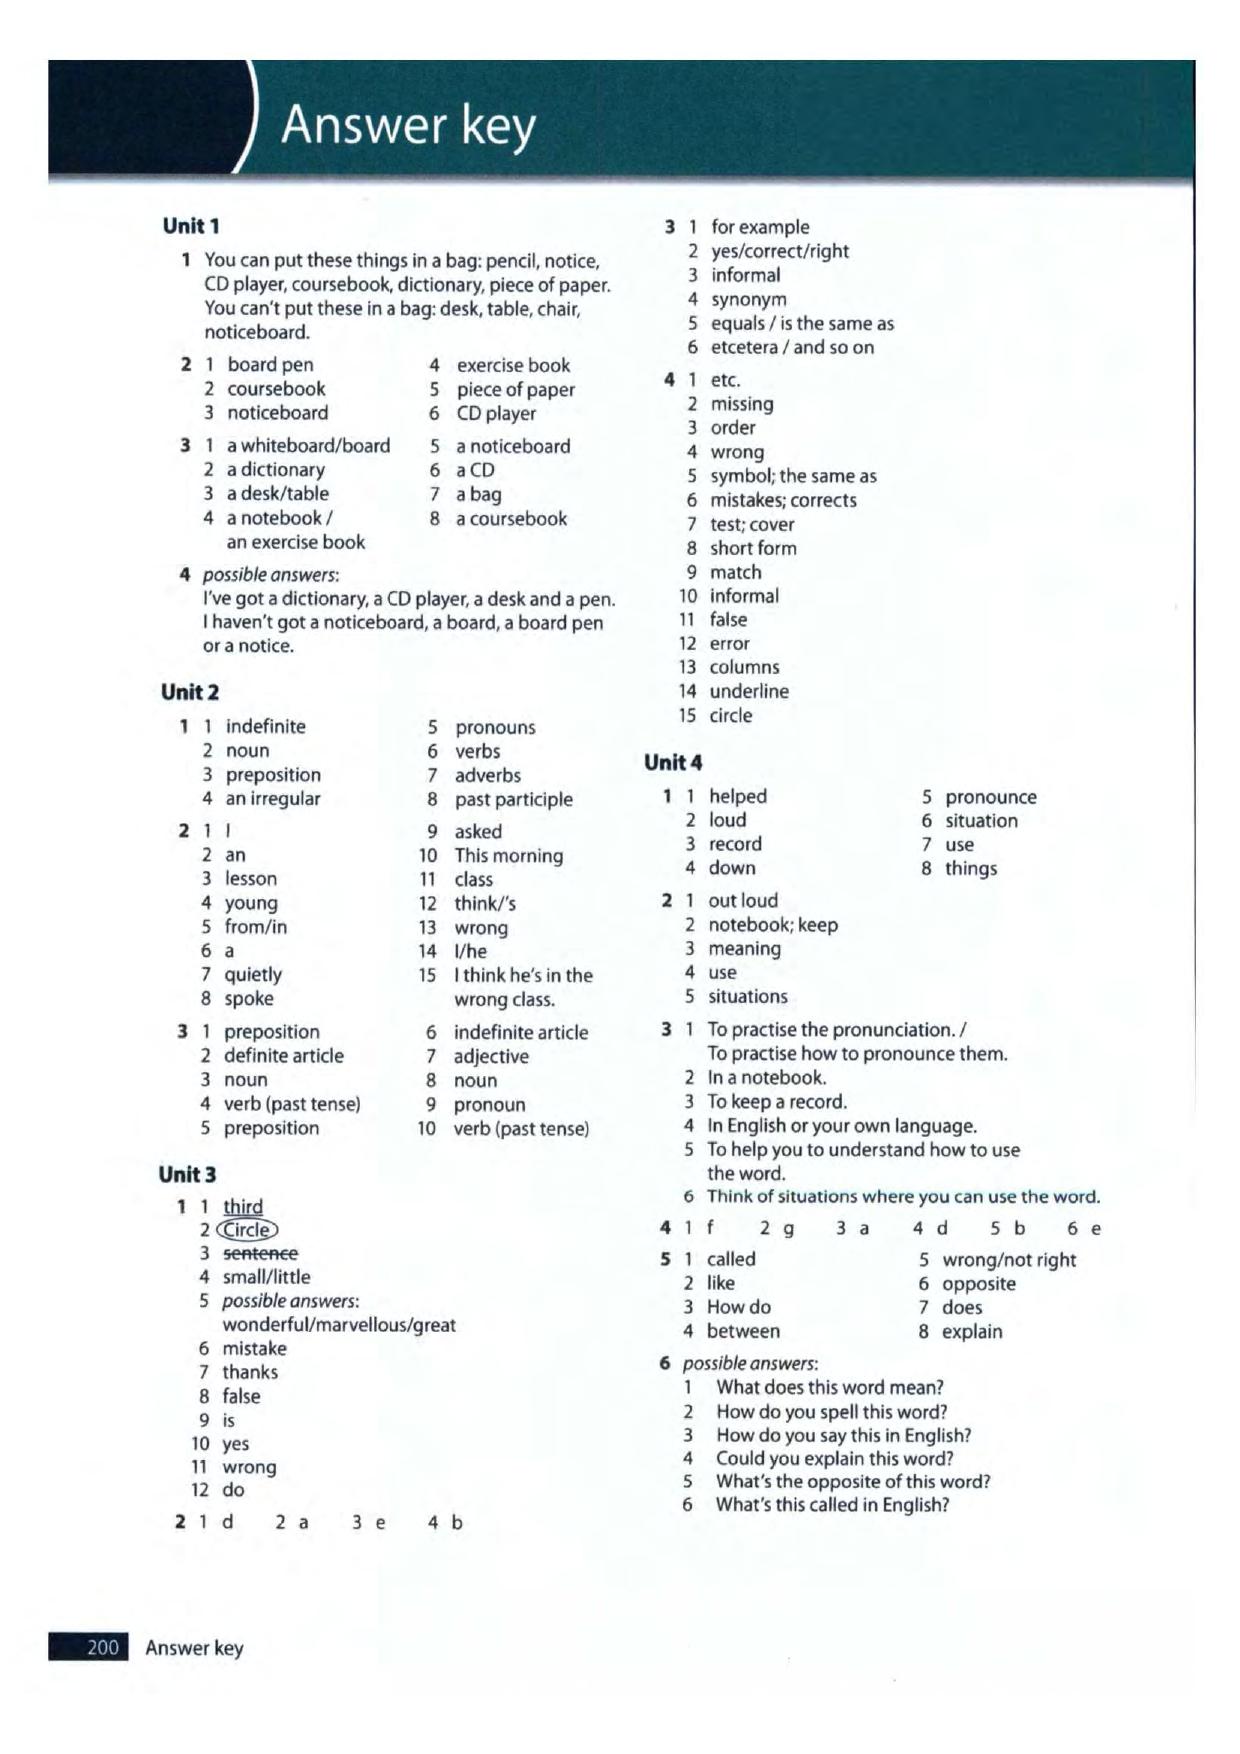 Answer key
Unit 1
1 You can put these things in a bag: pencil, notice,
CD player, coursebook, dictionary, piece of paper.
You can't put these in a bag: desk, table, chair,
noticeboard.
2 1 board pen 4 exercise book
2 coursebook 5 piece of paper
3 noticeboard 6 CD player
3 1 a whiteboard/board 5 a noticeboard
2 a dictionary 6 a CD
3 a desk/table 7 a bag
4 a notebook / 8 a coursebook
an exercise book
4 possible answers:
I've got a dictionary, a CD player, a desk and a pen.
I haven't got a noticeboard, a board, a board pen
or a notice.
Unit 2
1 1 indefinite 5 pronouns
2 noun 6 verbs
3 preposition 7 adverbs
4 an irregular 8 past participle
2 1 I 9 asked
2 an 10 This morning
3 lesson 11 class
4 young 12 think/'s
5 from/in 13 wrong
6 a 14 I/he
7 quietly 15 I think he's in the
8 spoke wrong class.
3 1 preposition 6 indefinite article
2 definite article 7 adjective
3 noun 8 noun
4 verb (past tense) 9 pronoun
5 preposition 10 verb (past tense)
Unit 3
1 1 third
2 Circle
3 sentence
4 small/little
5 possible answers:
wonderful/marvellous/great
6 mistake
7 thanks
8 false
9 is
10 yes
11 wrong
12 do
2 1 d 2 a 3 e 4 b
3 1 for example
2 yes/correct/right
3 informal
4 synonym
5 equals / is the same as
6 etcetera / and so on
4 1 etc.
2 missing
3 order
4 wrong
5 symbol; the same as
6 mistakes; corrects
7 test; cover
8 short form
9 match
10 informal
11 false
12 error
13 columns
14 underline
15 circle
Unit 4
1 1 helped 5 pronounce
2 loud 6 situation
3 record 7 use
4 down 8 things
2 1 out loud
2 notebook; keep
3 meaning
4 use
5 situations
3 1 To practise the pronunciation. /
To practise how to pronounce them.
2 In a notebook.
3 To keep a record.
4 In English or your own language.
5 To help you to understand how to use
the word.
6 Think of situations where you can use the word.
4 1 f 2 g 3 a 4 d 5 b 6 e
5 1 called 5 wrong/not right
2 like 6 opposite
3 How do 7 does
4 between 8 explain
6 possible answers:
1 What does this word mean?
2 How do you spell this word?
3 How do you say this in English?
4 Could you explain this word?
5 What's the opposite of this word?
6 What's this called in English?
200 Answer key